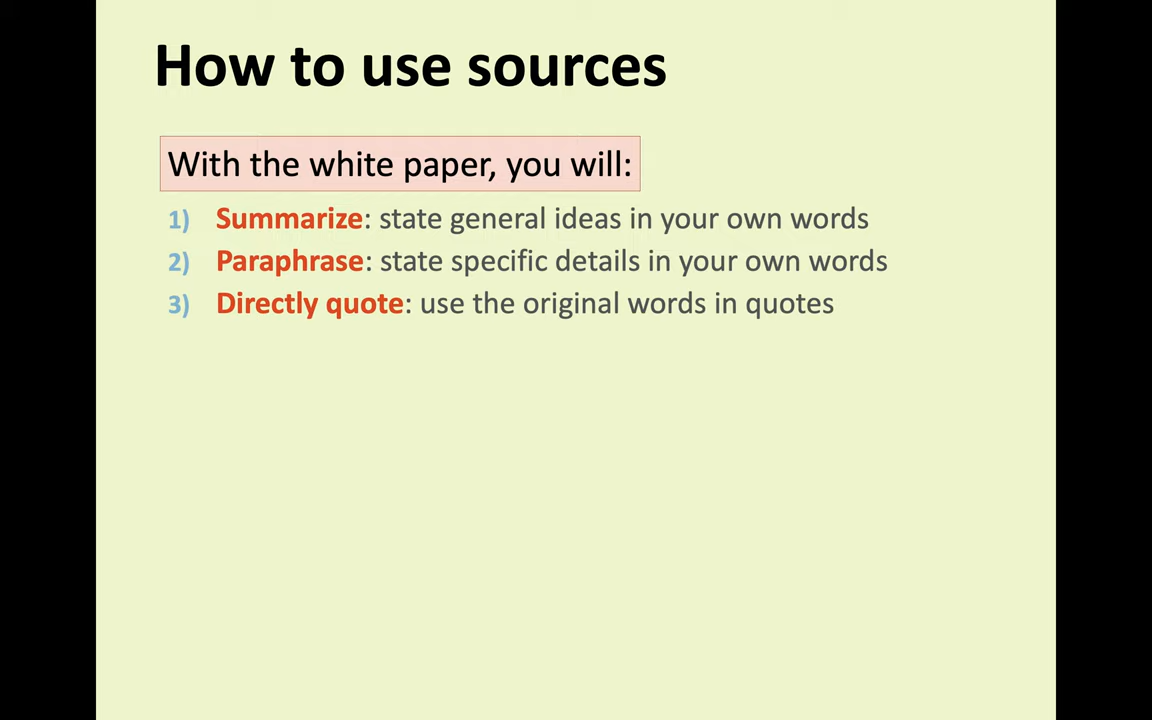 How to use sources
With the white paper, you will:
1) Summarize: state general ideas in your own words
2) Paraphrase: state specific details in your own words
3) Directly quote: use the original words in quotes